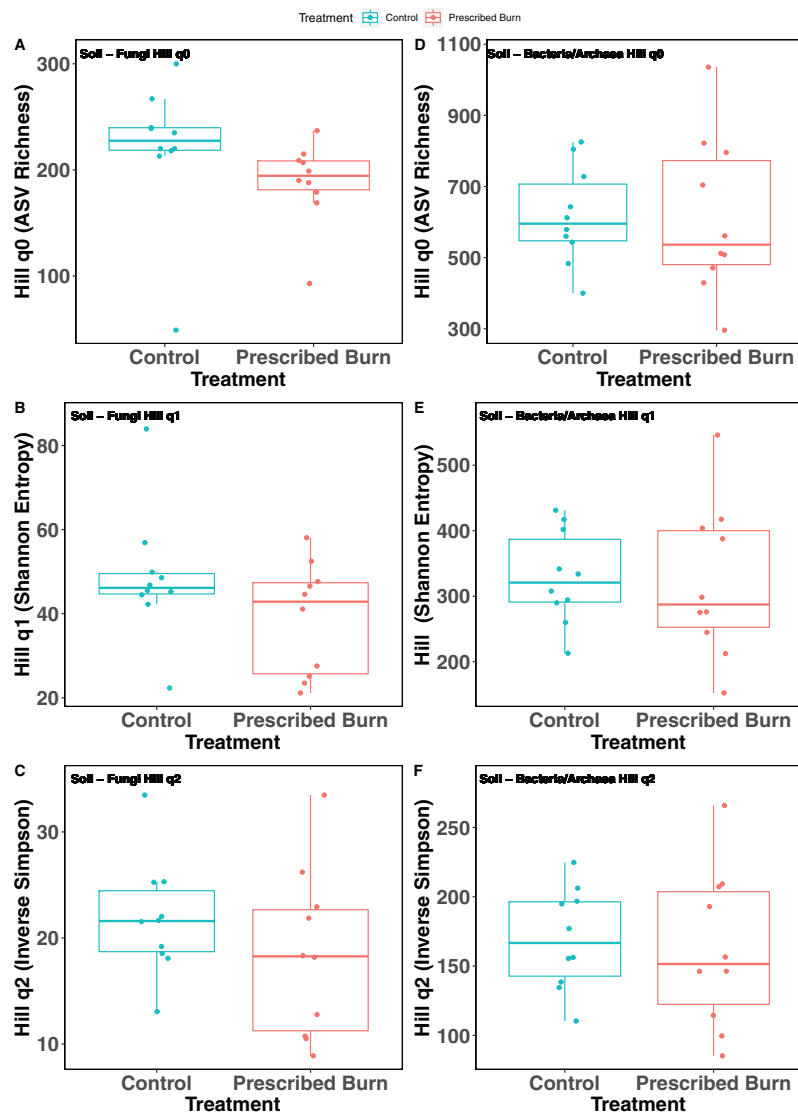 Treatment Control Prescribed Burn
A
Soil – Fungi Hill q0
Hill q0 (ASV Richness)
300
200
100
Control Prescribed Burn
Treatment
D
Soil – Bacteria/Archaea Hill q0
Hill q0 (ASV Richness)
1100
900
700
500
300
Control Prescribed Burn
Treatment
B
Soil – Fungi Hill q1
Hill q1 (Shannon Entropy)
80
60
40
20
Control Prescribed Burn
Treatment
E
Soil – Bacteria/Archaea Hill q1
Hill (Shannon Entropy)
500
400
300
200
Control Prescribed Burn
Treatment
C
Soil – Fungi Hill q2
Hill q2 (Inverse Simpson)
30
20
10
Control Prescribed Burn
Treatment
F
Soil – Bacteria/Archaea Hill q2
Hill q2 (Inverse Simpson)
250
200
150
100
Control Prescribed Burn
Treatment